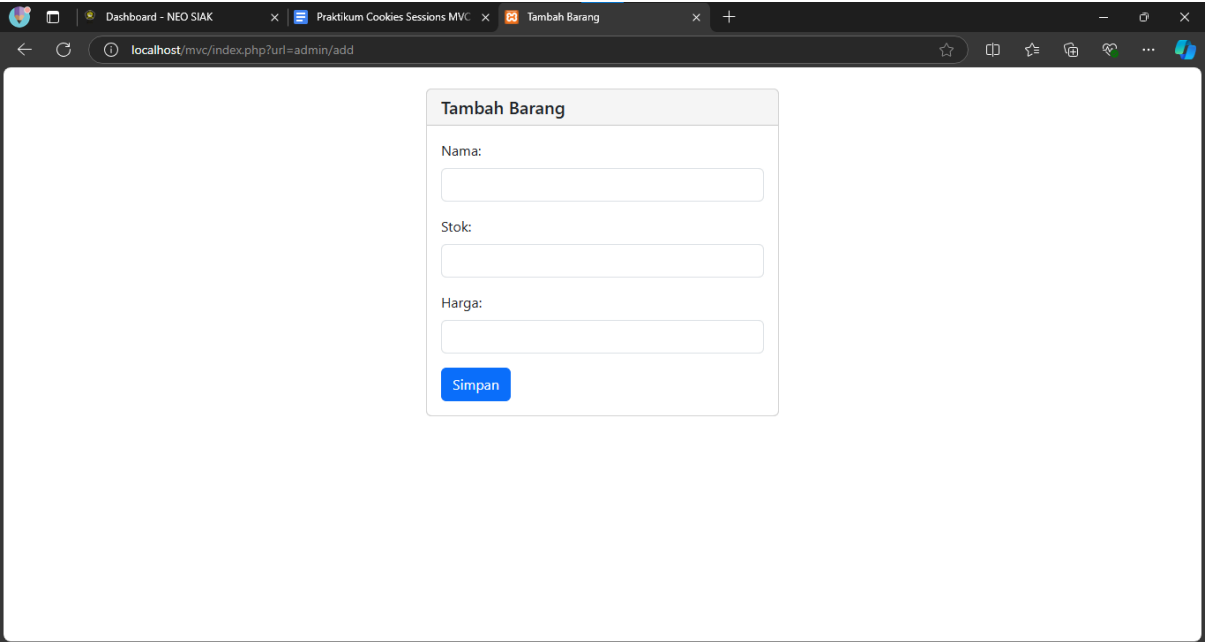 Dashboard - NEO SIAK
Praktikum Cookies Sessions MVC
Tambah Barang
localhost/mvc/index.php?url=admin/add
Tambah Barang
Nama:
Stok:
Harga:
Simpan